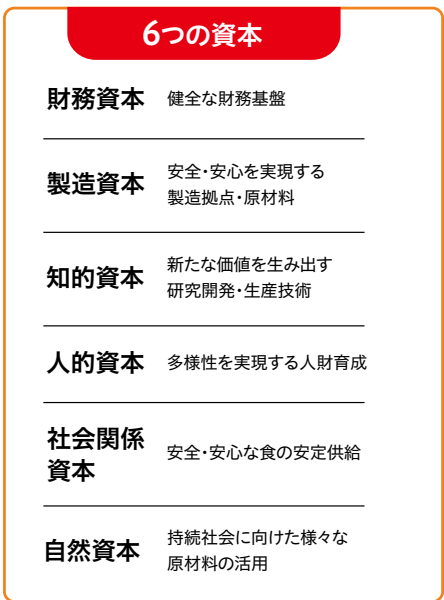 6つの資本
財務資本 健全な財務基盤
製造資本 安全・安心を実現する
製造拠点・原材料
知的資本 新たな価値を生み出す
研究開発・生産技術
人的資本 多様性を実現する人財育成
社会関係
資本
安全・安心な食の安定供給
自然資本 持続社会に向けた様々な
原材料の活用